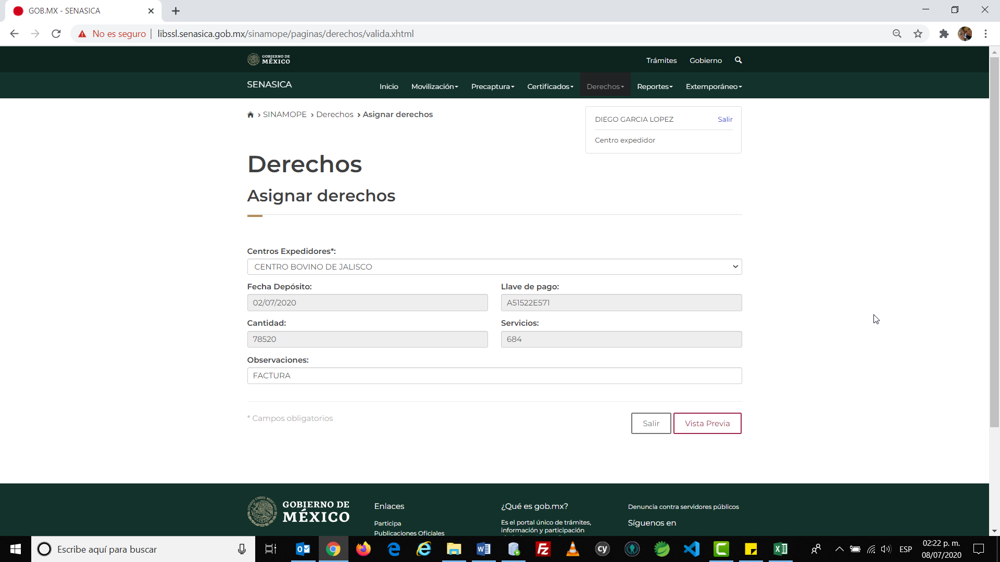 GOB.MX - SENASICA
No es seguro
libssl.senasica.gob.mx/sinamope/paginas/derechos/valida.xhtml
GOBIERNO DE
MÉXICO
Trámites
Gobierno
SENASICA
Inicio
Movilización
Precaptura
Certificados
Derechos
Reportes
Extemporáneo
SINAMOPE
Derechos
Asignar derechos
DIEGO GARCIA LOPEZ
Salir
Centro expedidor
Derechos
Asignar derechos
Centros Expedidores*:
CENTRO BOVINO DE JALISCO
Fecha Depósito:
02/07/2020
Llave de pago:
A51522E571
Cantidad:
78520
Servicios:
684
Observaciones:
FACTURA
* Campos obligatorios
Salir
Vista Previa
GOBIERNO DE
MÉXICO
Enlaces
Participa
Publicaciones Oficiales
¿Qué es gob.mx?
Es el portal único de trámites,
información y participación
Denuncia contra servidores públicos
Síguenos en
Escribe aquí para buscar
ESP
02:22 p. m.
08/07/2020